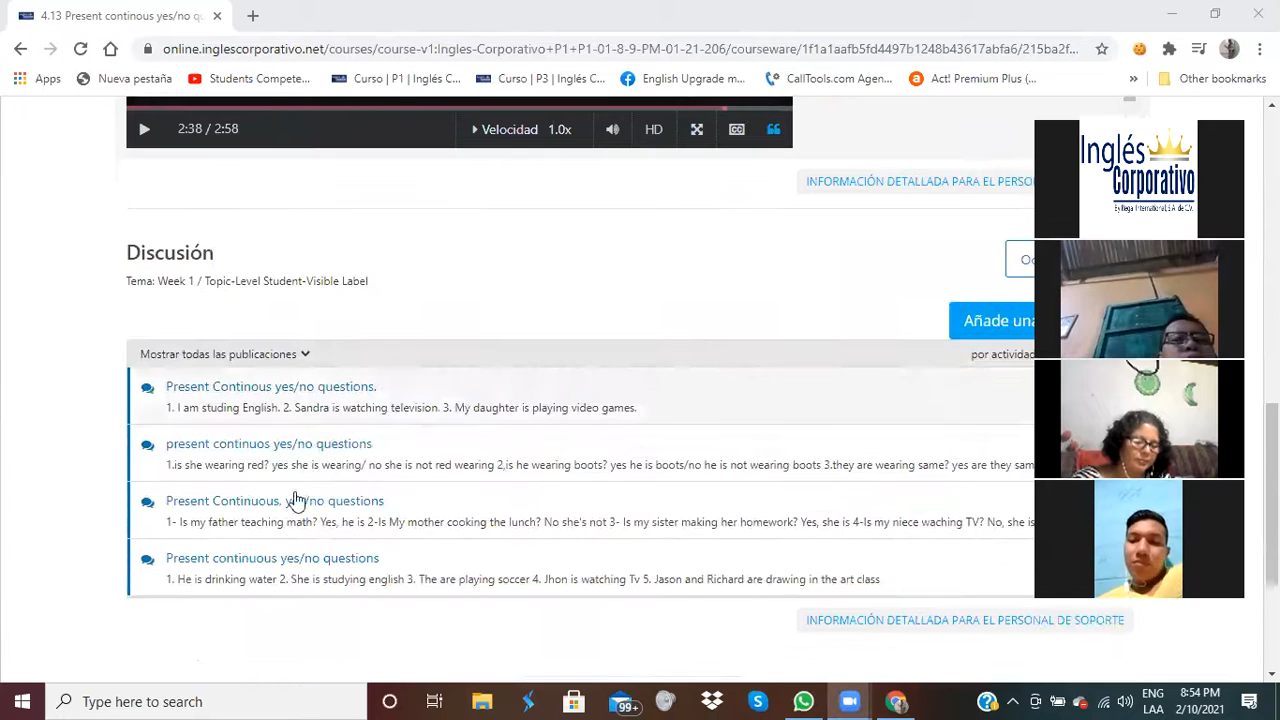 4.13 Present continous yes/no qu
online.inglescorporativo.net/courses/course-v1:Ingles-Corporativo+P1+P1-01-8-9-PM-01-21-206/courseware/1f1a1aafb5fd4497b1248b43617abfa6/215ba2f...
Apps Nueva pestaña Students Compete... Curso | P1 | Inglés C... Curso | P3 | Inglés C... English Upgrade m... CallTools.com Agen... Act! Premium Plus (... » Other bookmarks
2:38 / 2:58 Velocidad 1.0x HD
Inglés
Corporativo
INFORMACIÓN DETALLADA PARA EL PERSO
Discusión
Oc
Tema: Week 1 / Topic-Level Student-Visible Label
Añade una
Mostrar todas las publicaciones por actividad
Present Continous yes/no questions.
1. I am studing English. 2. Sandra is watching television. 3. My daughter is playing video games.
present continuos yes/no questions
1.is she wearing red? yes she is wearing/ no she is not red wearing 2,is he wearing boots? yes he is boots/no he is not wearing boots 3.they are wearing same? yes are they sam
Present Continuous, yes/no questions
1- Is my father teaching math? Yes, he is 2-Is My mother cooking the lunch? No she's not 3- Is my sister making her homework? Yes, she is 4-Is my niece waching TV? No, she is
Present continuous yes/no questions
1. He is drinking water 2. She is studying english 3. The are playing soccer 4. Jhon is watching Tv 5. Jason and Richard are drawing in the art class
INFORMACIÓN DETALLADA PARA EL PERSONAL DE SOPORTE
Type here to search
99+
ENG 8:54 PM
LAA 2/10/2021